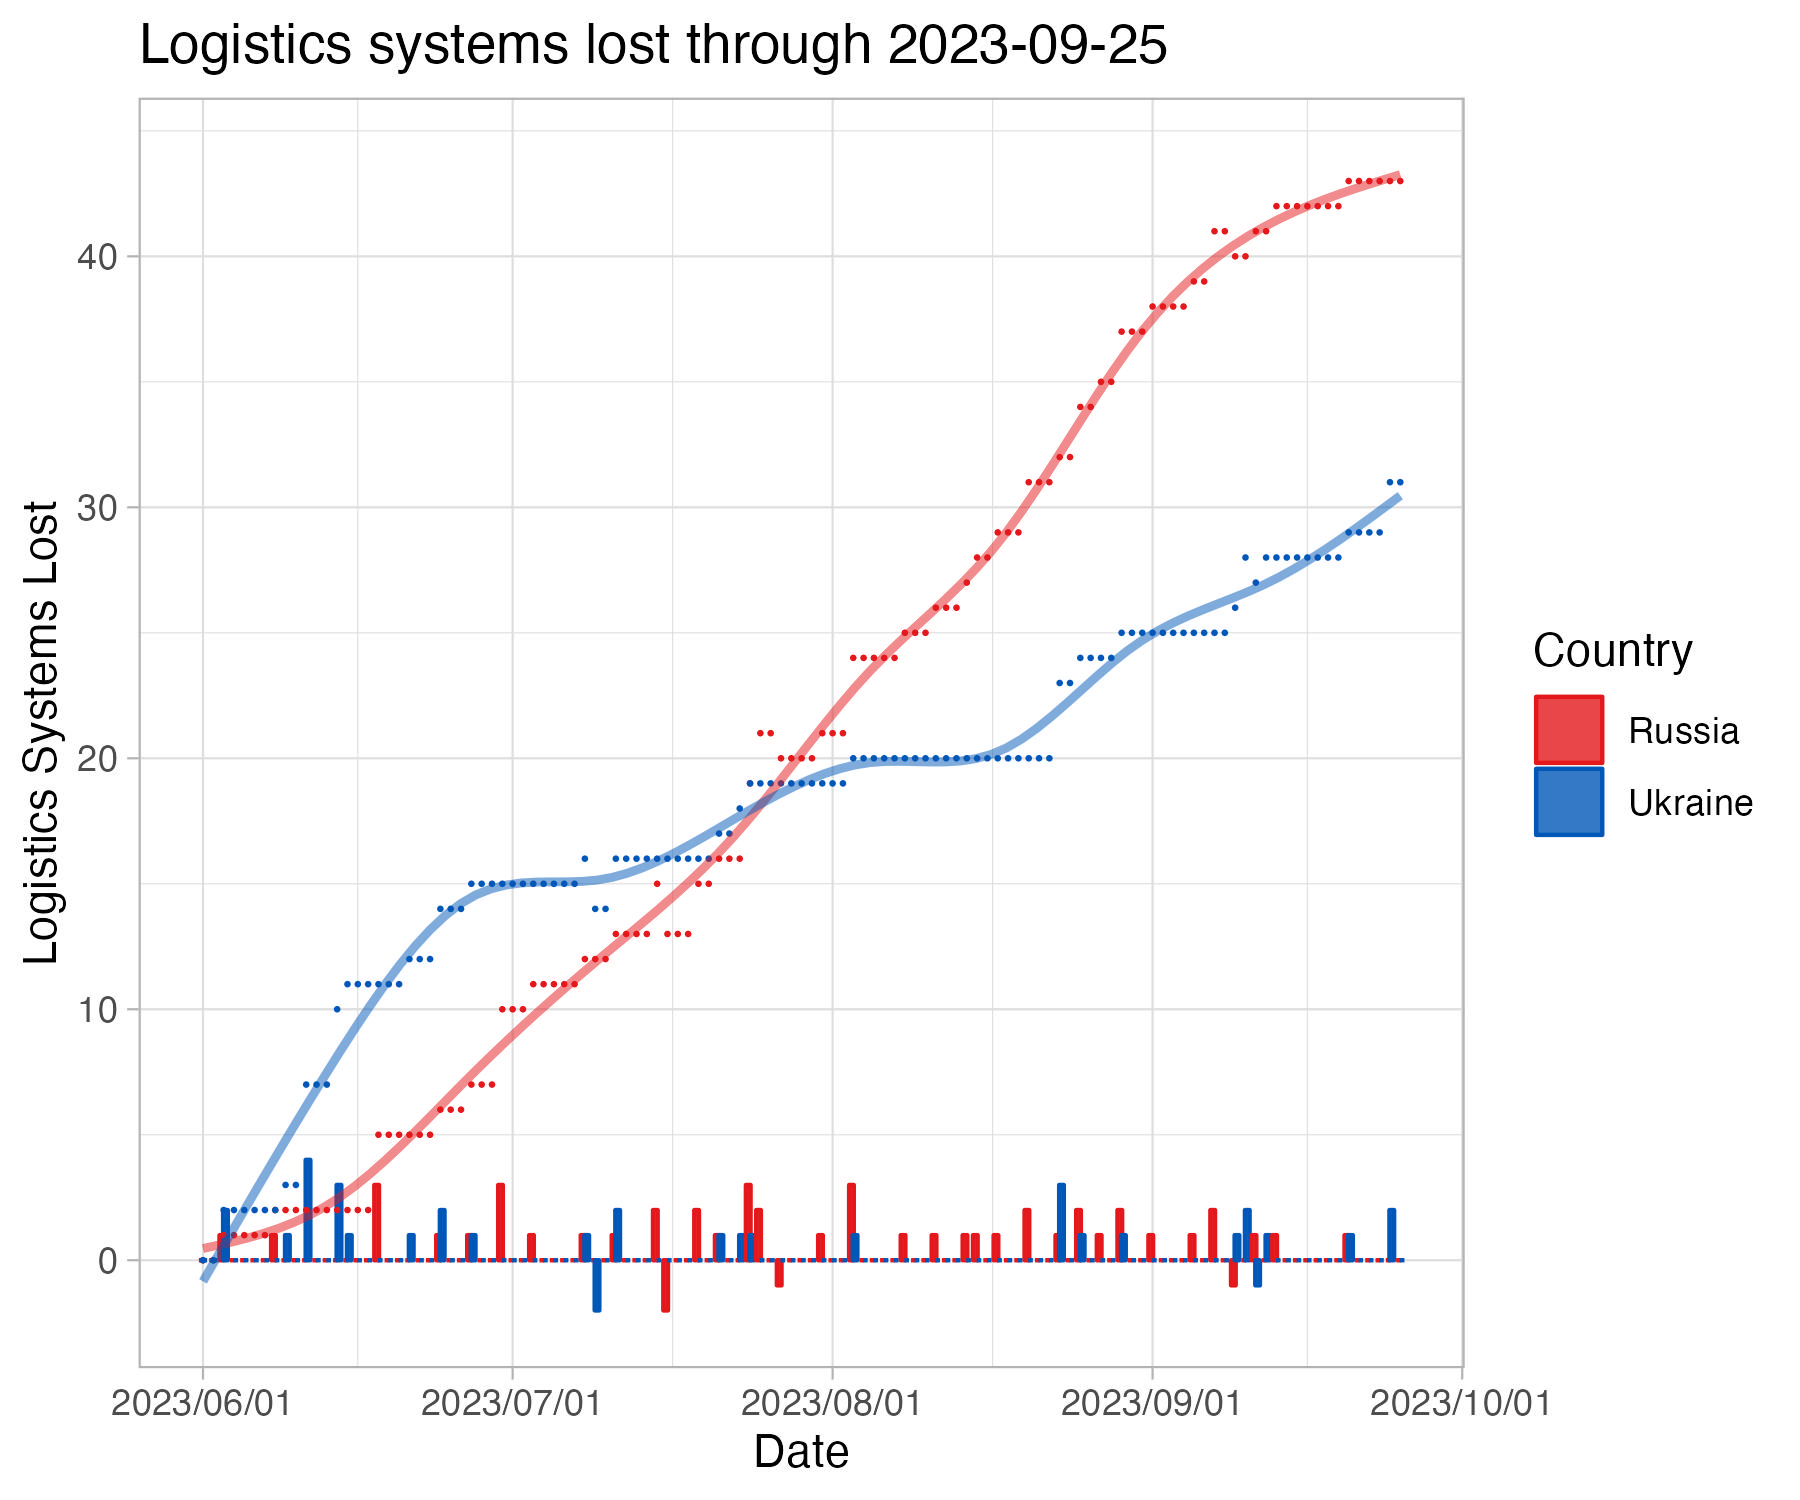 Logistics systems lost through 2023-09-25
Logistics Systems Lost
40
30
20
10
0
2023/06/01
2023/07/01
2023/08/01
2023/09/01
2023/10/01
Date
Country
Russia
Ukraine